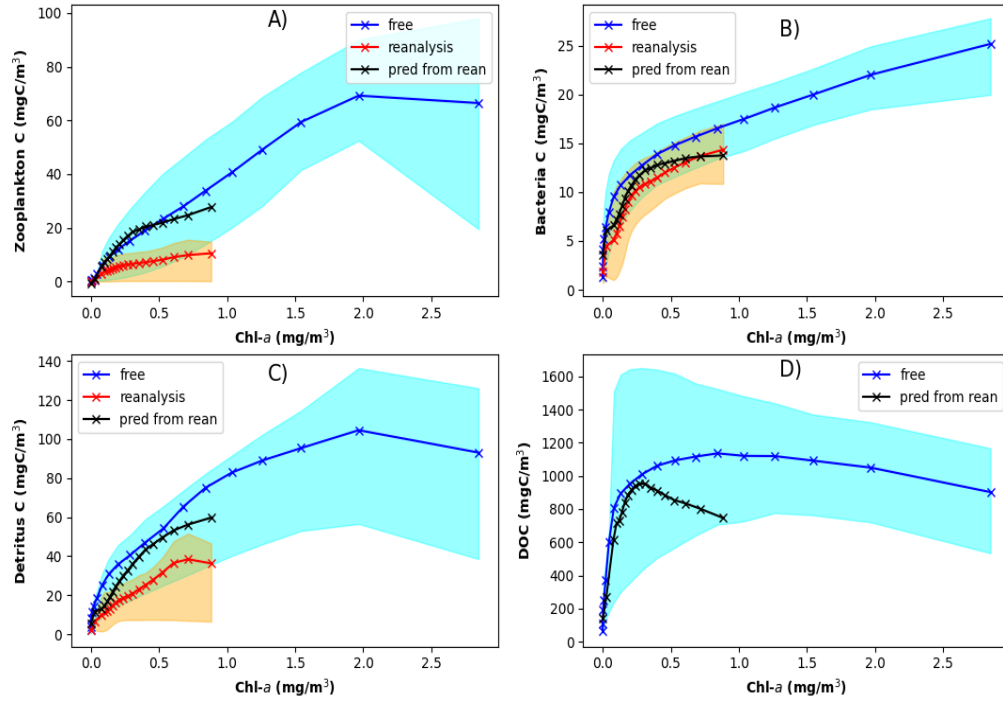 A)
free
reanalysis
pred from rean
Zooplankton C (mgC/m³)
100
80
60
40
20
0
0.0 0.5 1.0 1.5 2.0 2.5
Chl-a (mg/m³)
B)
free
reanalysis
pred from rean
Bacteria C (mgC/m³)
25
20
15
10
5
0
0.0 0.5 1.0 1.5 2.0 2.5
Chl-a (mg/m³)
C)
free
reanalysis
pred from rean
Detritus C (mgC/m³)
140
120
100
80
60
40
20
0
0.0 0.5 1.0 1.5 2.0 2.5
Chl-a (mg/m³)
D)
free
pred from rean
DOC (mgC/m³)
1600
1400
1200
1000
800
600
400
200
0
0.0 0.5 1.0 1.5 2.0 2.5
Chl-a (mg/m³)